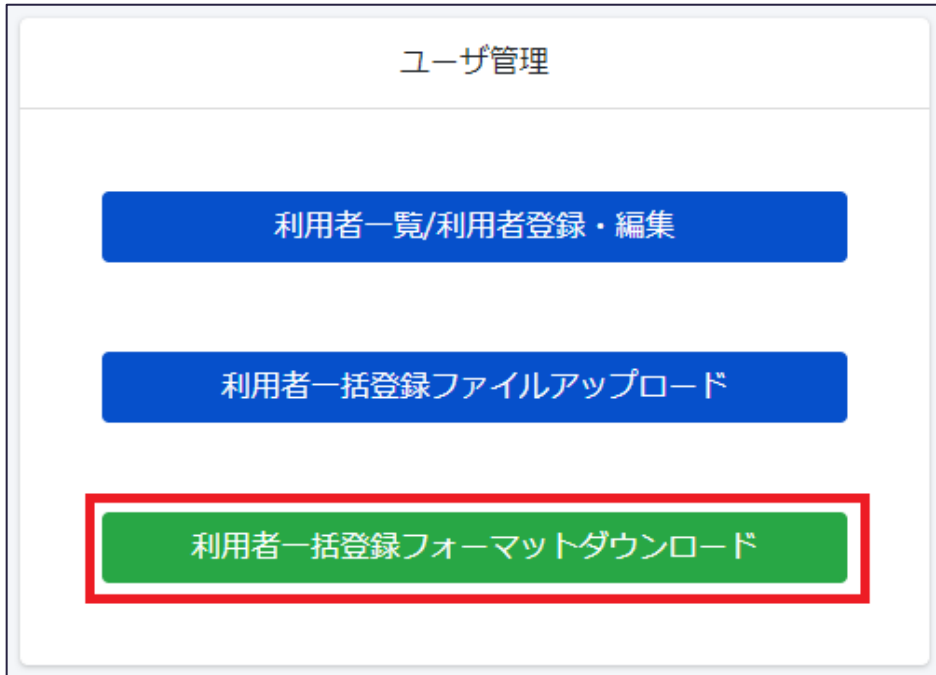 ユーザ管理
利用者一覧/利用者登録・編集
利用者一括登録ファイルアップロード
利用者一括登録フォーマットダウンロード